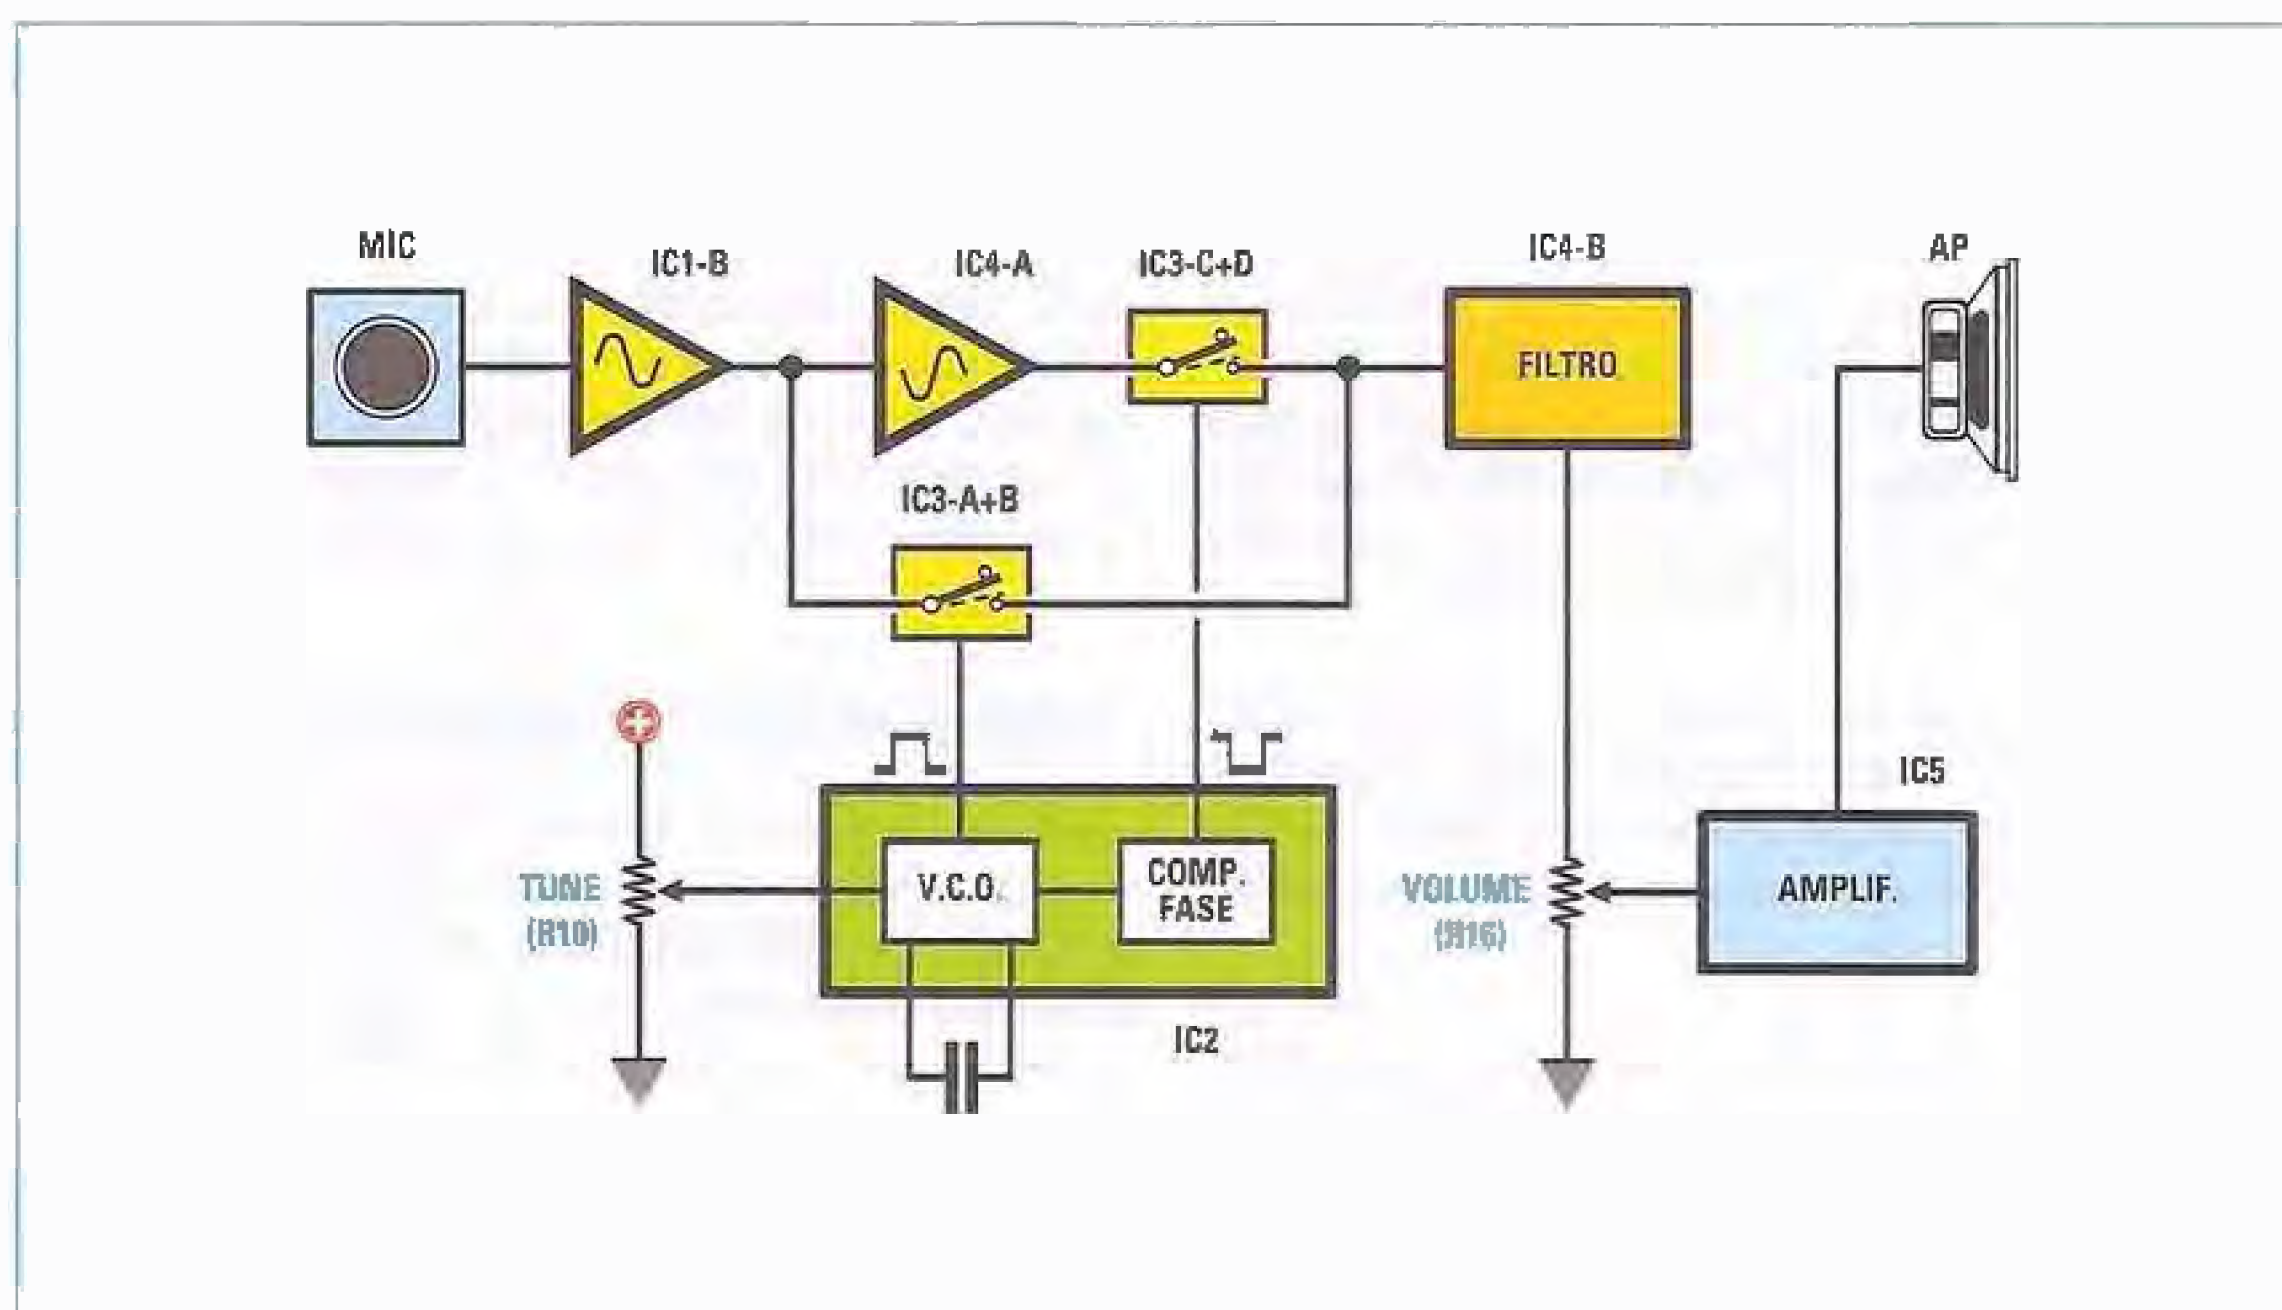 MIC
IC1-B
IC4-A
IC3-C+D
IC4-B
AP
FILTRO
IC3-A+B
IC5
TUNE
(R10)
V.C.O.
COMP.
FASE
VOLUME
(R16)
AMPLIF.
IC2